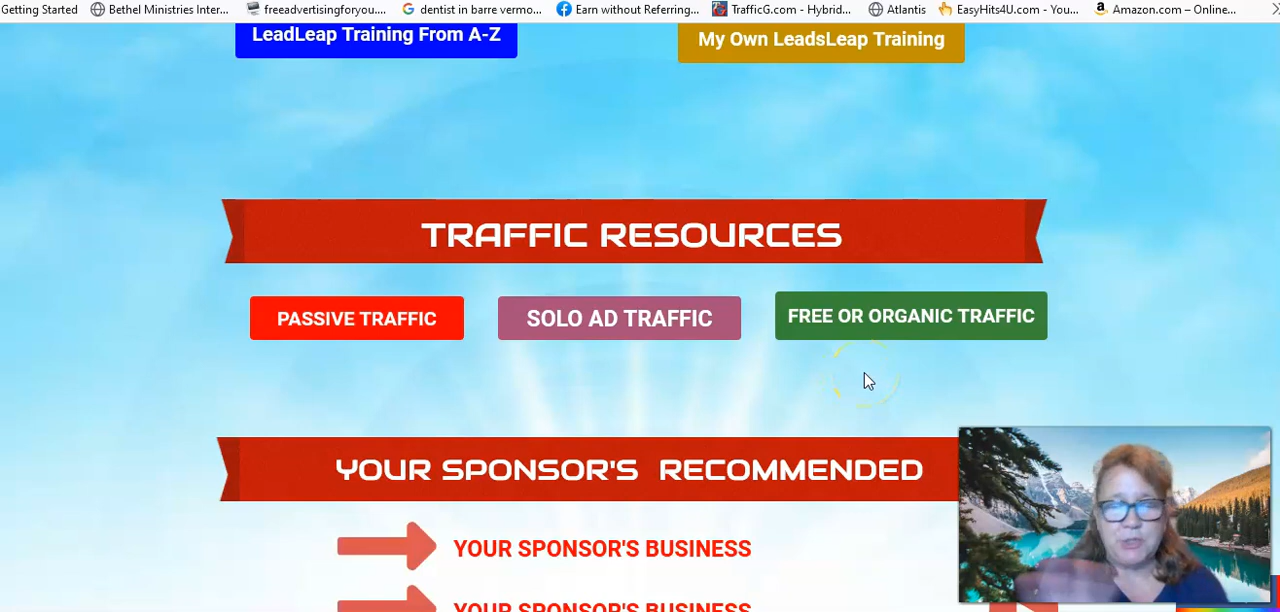 Getting Started Bethel Ministries Inter... freeadvertisingforyou.... dentist in barre vermo... Earn without Referring... TrafficG.com - Hybrid... Atlantis EasyHits4U.com - You... Amazon.com – Online...
LeadLeap Training From A-Z My Own LeadsLeap Training
TRAFFIC RESOURCES
PASSIVE TRAFFIC SOLO AD TRAFFIC FREE OR ORGANIC TRAFFIC
YOUR SPONSOR'S RECOMMENDED
YOUR SPONSOR'S BUSINESS
YOUR SPONSOR'S BUSINESS